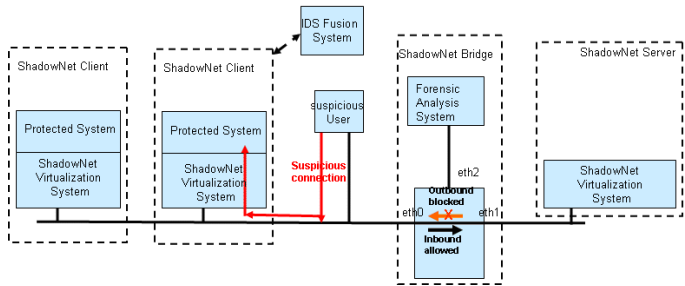 IDS Fusion
System
ShadowNet Client
ShadowNet Client
ShadowNet Bridge
ShadowNet Server
Protected System
ShadowNet
Virtualization
System
Protected System
ShadowNet
Virtualization
System
suspicious
User
Suspicious
connection
Forensic
Analysis
System
eth2
Outbound
blocked
eth0
eth1
Inbound
allowed
ShadowNet
Virtualization
System